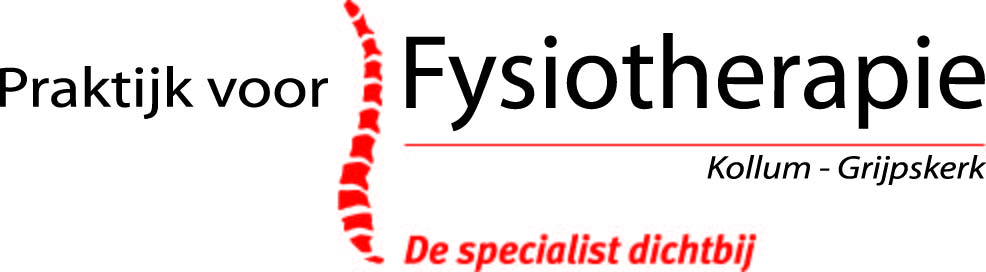 Praktijk voor Fysiotherapie
Kollum - Grijpskerk
De specialist dichtbij